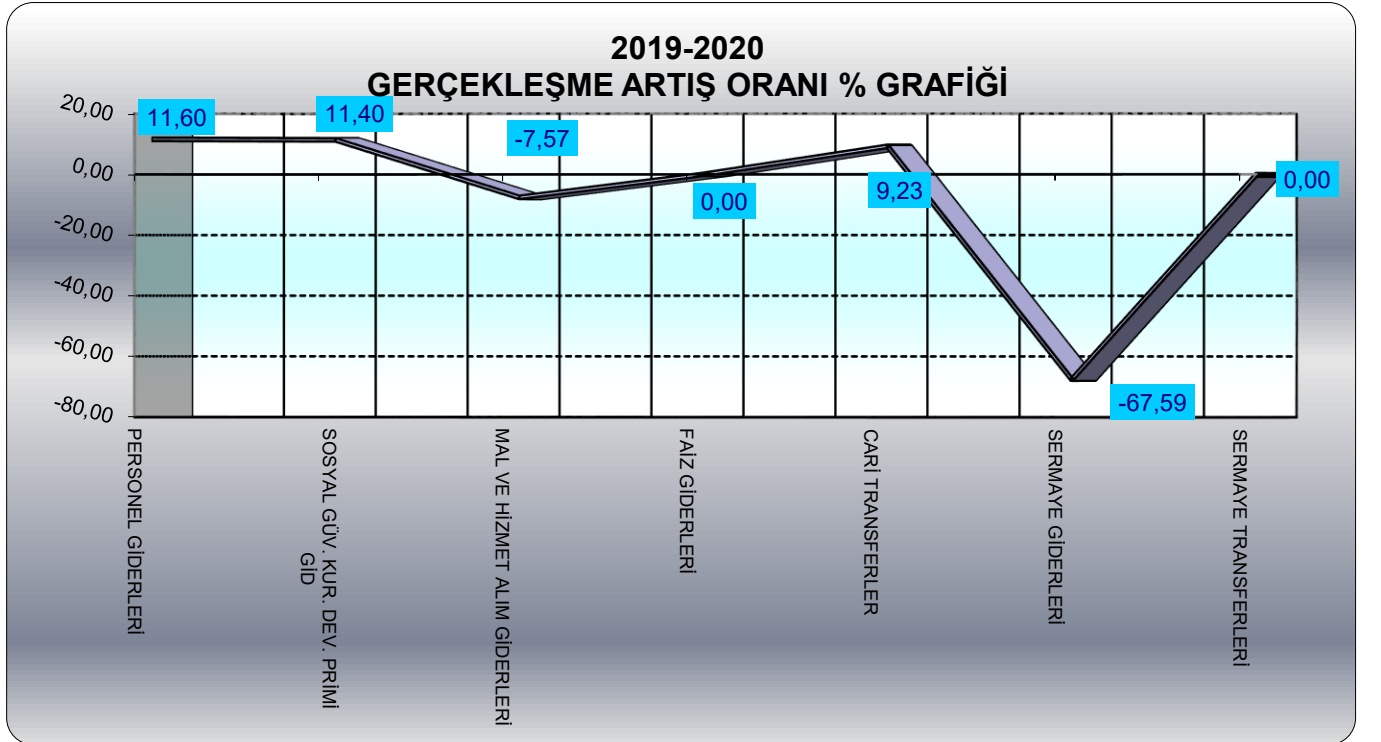 2019-2020
GERÇEKLEŞME ARTIŞ ORANI % GRAFİĞİ
20,00
0,00
-20,00
-40,00
-60,00
-80,00
11,60
11,40
-7,57
0,00
9,23
-67,59
0,00
PERSONEL GİDERLERİ
SOSYAL GÜV. KUR. DEV. PRİMİ
GİD
MAL VE HİZMET ALIM GİDERLERİ
FAİZ GİDERLERİ
CARİ TRANSFERLER
SERMAYE GİDERLERİ
SERMAYE TRANSFERLERİ